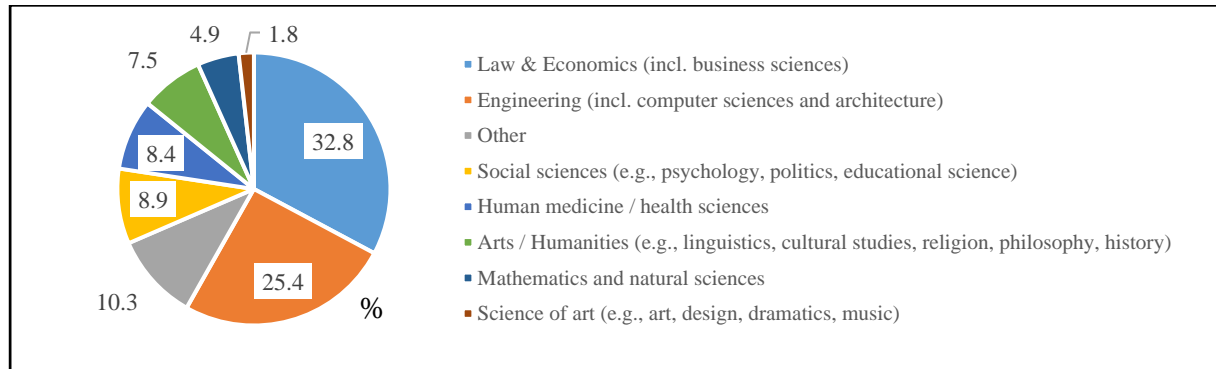 4.9
1.8
7.5
32.8
8.4
8.9
25.4
10.3
%
Law & Economics (incl. business sciences)
Engineering (incl. computer sciences and architecture)
Other
Social sciences (e.g., psychology, politics, educational science)
Human medicine / health sciences
Arts / Humanities (e.g., linguistics, cultural studies, religion, philosophy, history)
Mathematics and natural sciences
Science of art (e.g., art, design, dramatics, music)